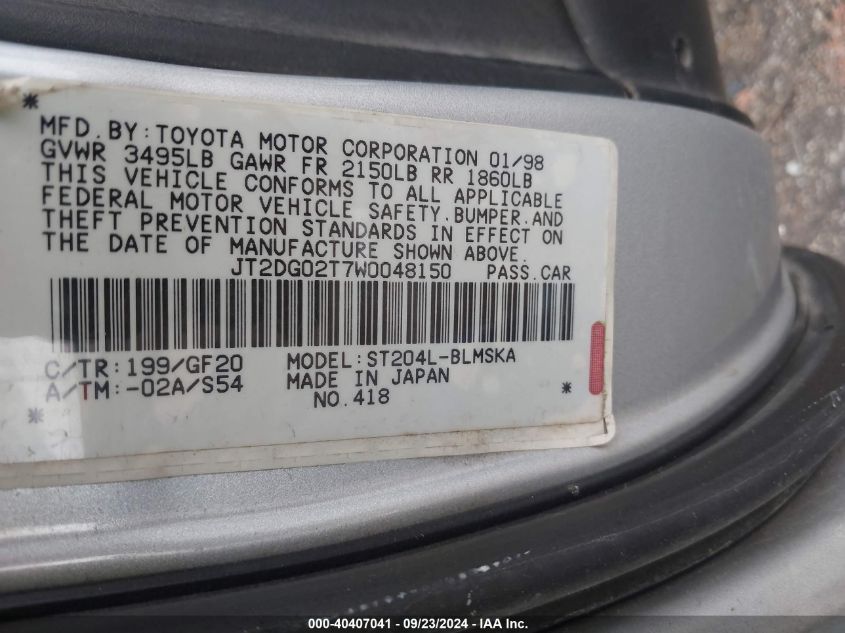 MFD.BY:TOYOTA MOTOR CORPORATION 01/98
GVWR 3495LB GAWR FR 2150LB RR 1860LB
THIS VEHICLE CONFORMS TO ALL APPLICABLE
FEDERAL MOTOR VEHICLE SAFETY.BUMPER.AND
THEFT PREVENTION STANDARDS IN EFFECT ON
THE DATE OF MANUFACTURE SHOWN ABOVE.
JT2DG02T7W0048150 PASS.CAR
C/TR:199/GF20 MODEL:ST204L-BLMSKA
A/TM:-02A/S54 MADE IN JAPAN
NO.418
000-40407041 - 09/23/2024 - IAA Inc.